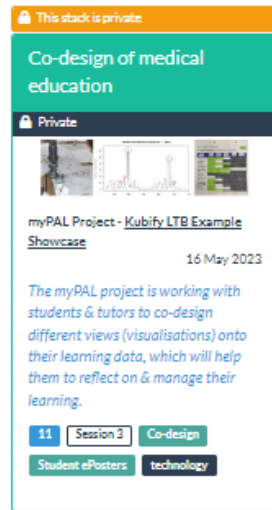 This stack is private
Co-design of medical
education
Private
myPAL Project - Kubify LTB Example
Showcase
16 May 2023
The myPAL project is working with
students & tutors to co-design
different views (visualisations) onto
their learning data, which will help
them to reflect on & manage their
learning.
11 Session 3 Co-design
Student ePosters technology